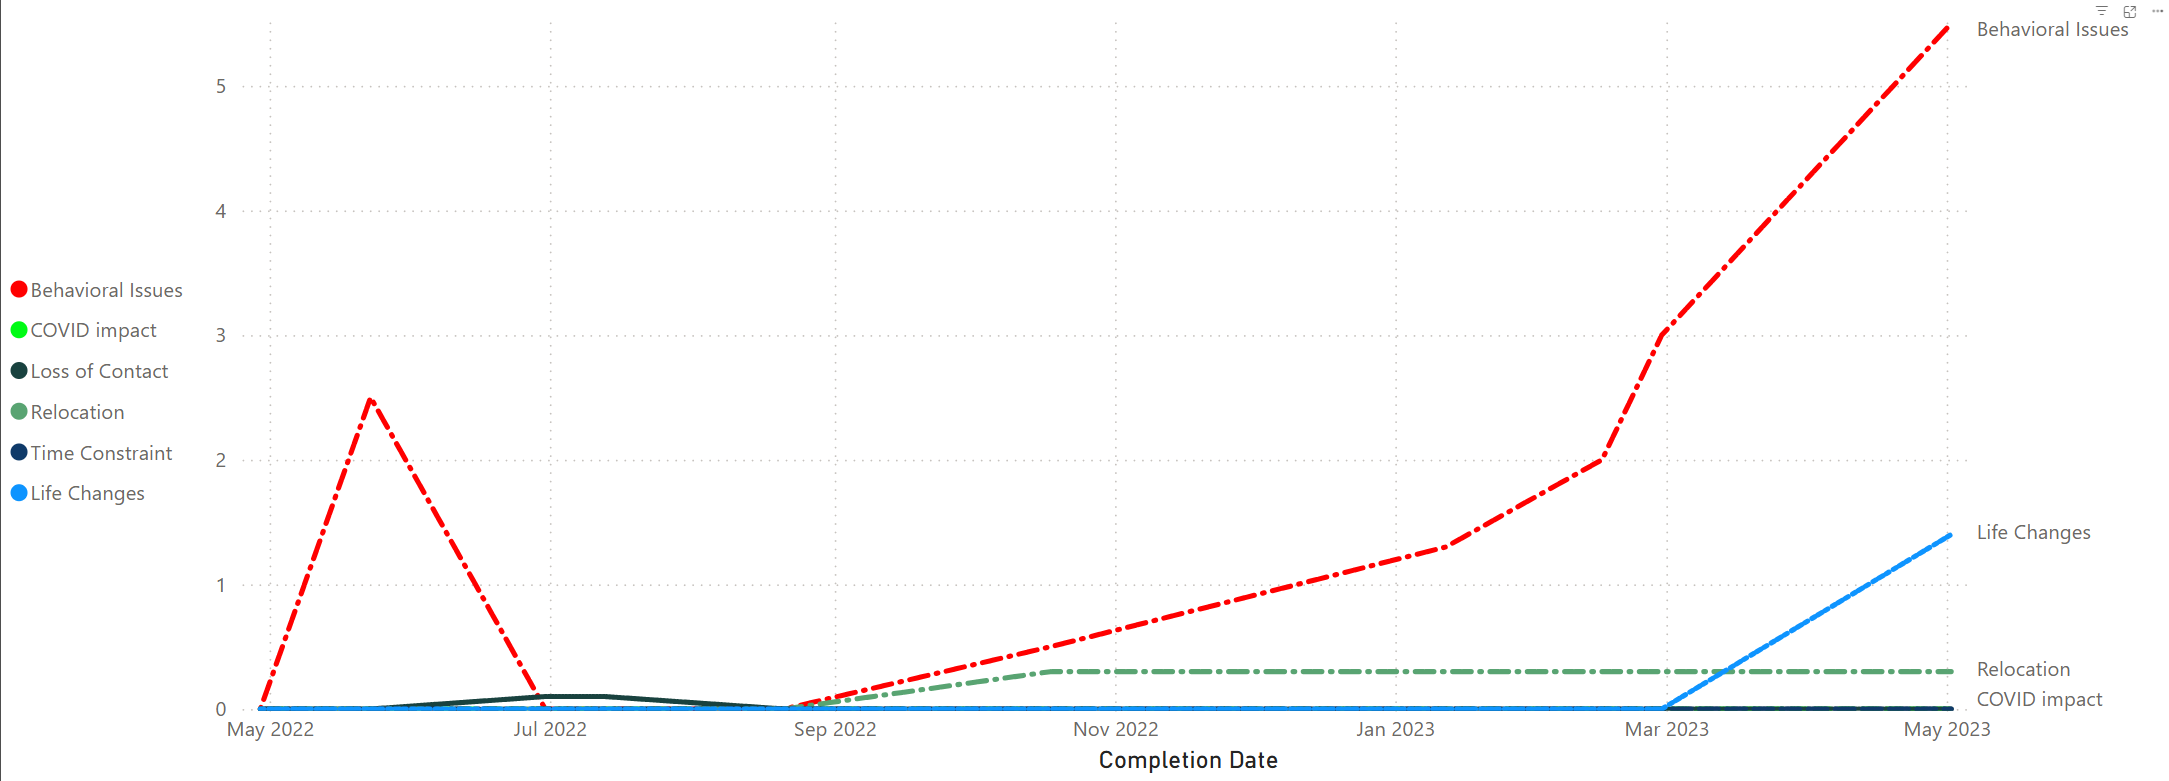 Behavioral Issues
5
4
3
2
1
0
Behavioral Issues
COVID impact
Loss of Contact
Relocation
Time Constraint
Life Changes
Life Changes
Relocation
COVID impact
May 2022 Jul 2022 Sep 2022 Nov 2022 Jan 2023 Mar 2023 May 2023
Completion Date